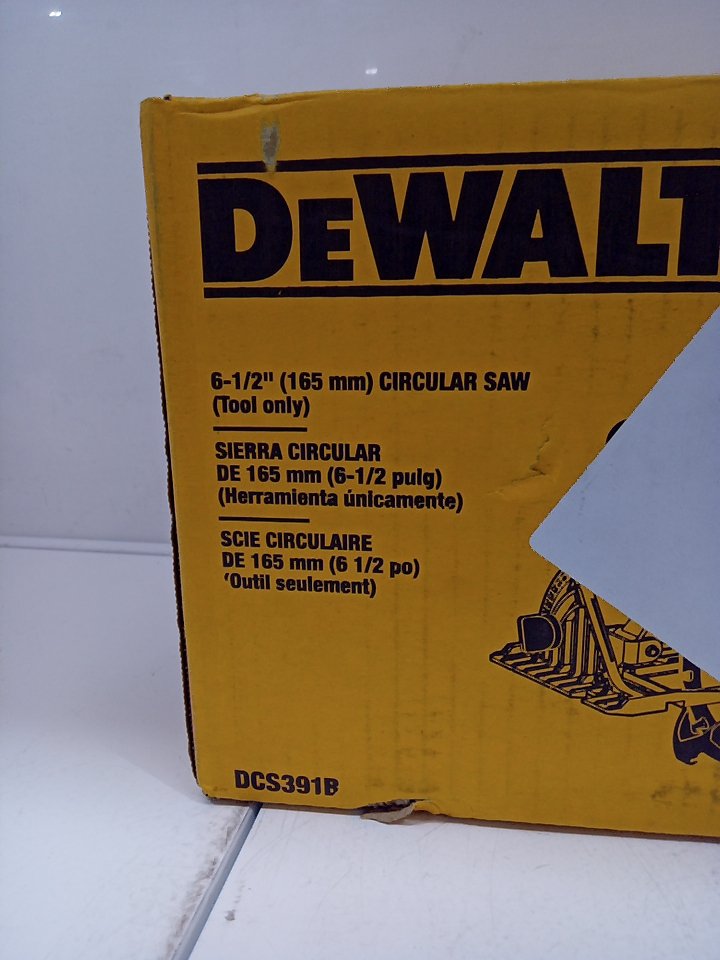 DEWALT
6-1/2" (165 mm) CIRCULAR SAW
(Tool only)
SIERRA CIRCULAR
DE 165 mm (6-1/2 pulg)
(Herramienta únicamente)
SCIE CIRCULAIRE
DE 165 mm (6 1/2 po)
(Outil seulement)
DCS391B